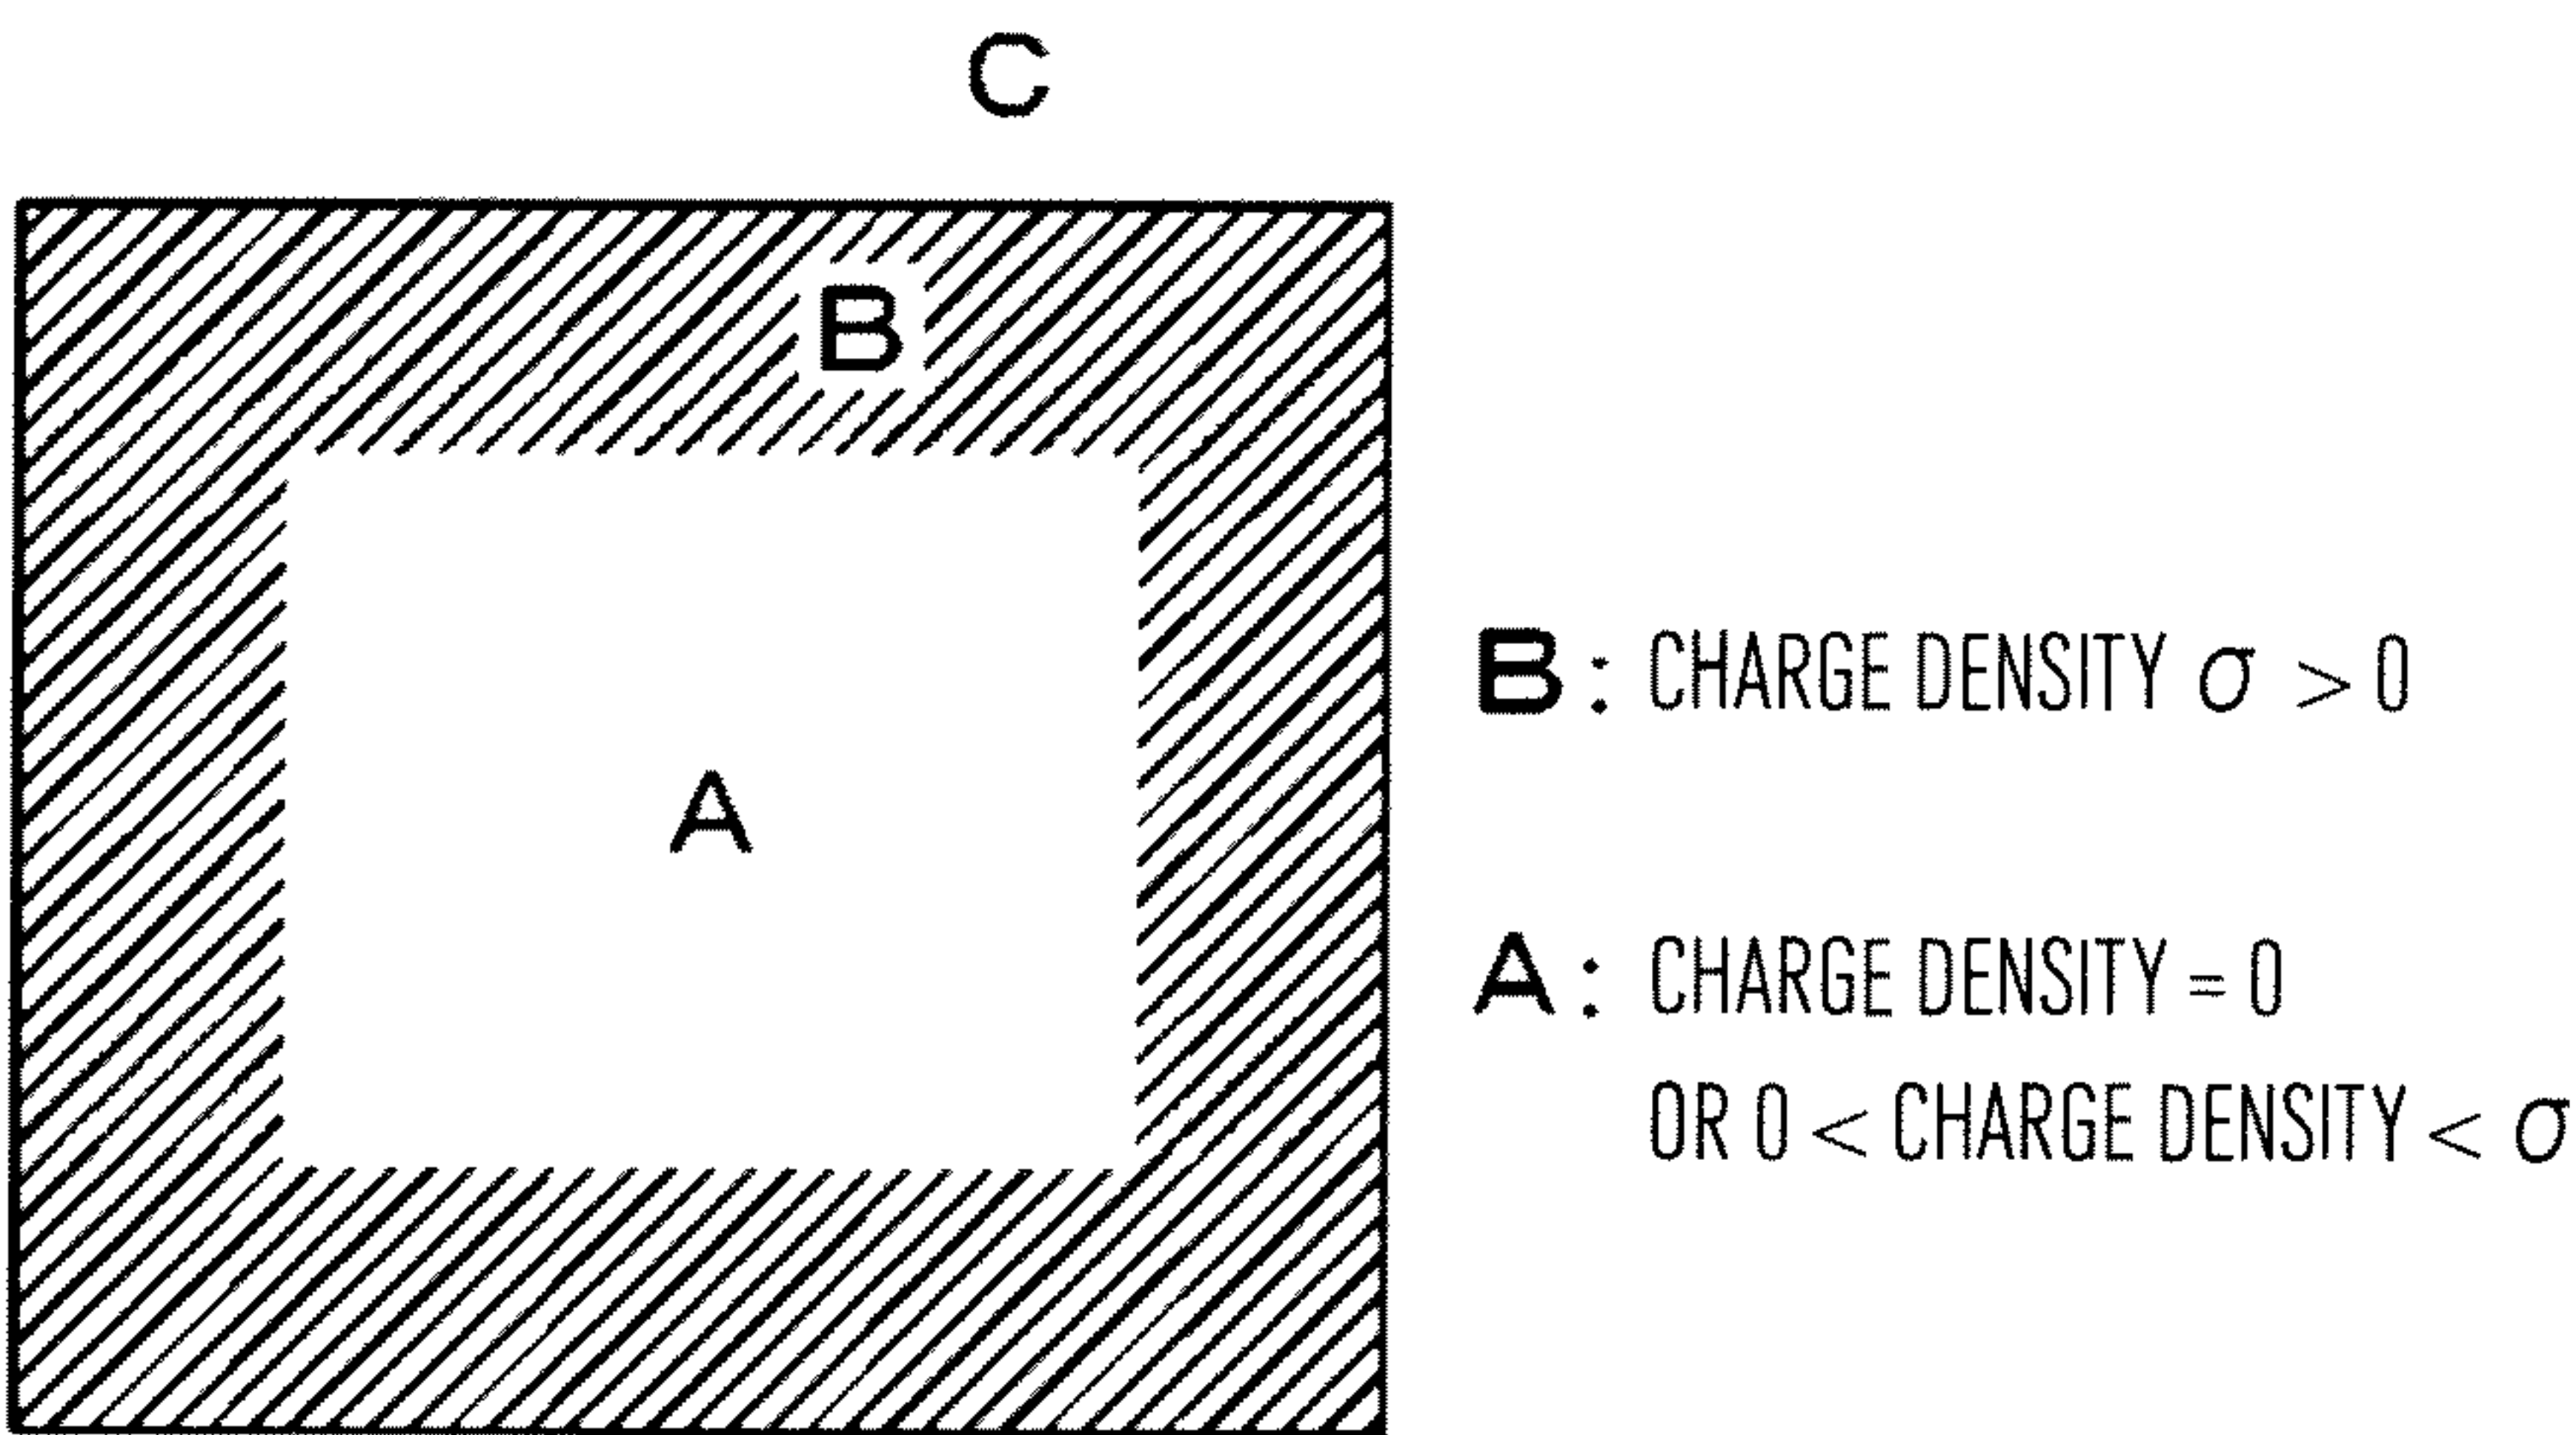 C
B
A
B: CHARGE DENSITY σ > 0
A: CHARGE DENSITY = 0
OR 0 < CHARGE DENSITY < σ